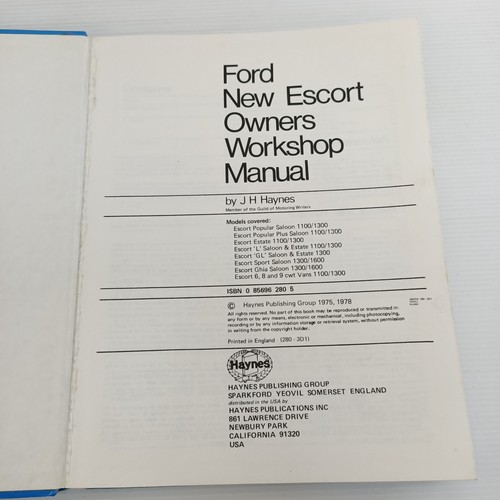 Ford
New Escort
Owners
Workshop
Manual
by J H Haynes
Member of the Guild of Motoring Writers
Models covered:
Escort Popular Saloon 1100/1300
Escort Popular Plus Saloon 1100/1300
Escort Estate 1100/1300
Escort 'L' Saloon & Estate 1100/1300
Escort 'GL' Saloon & Estate 1300
Escort Sport Saloon 1300/1600
Escort Ghia Saloon 1300/1600
Escort 6, 8 and 9 cwt Vans 1100/1300
ISBN 0 85696 280 5
© Haynes Publishing Group 1975, 1978
All rights reserved. No part of this book may be reproduced or transmitted in
any form or by any means, electronic or mechanical, including photocopying,
recording or by any information storage or retrieval system, without permission
in writing from the copyright holder.
Printed in England (280 - 3D1)
Haynes
HAYNES PUBLISHING GROUP
SPARKFORD YEOVIL SOMERSET ENGLAND
distributed in the USA by
HAYNES PUBLICATIONS INC
861 LAWRENCE DRIVE
NEWBURY PARK
CALIFORNIA 91320
USA